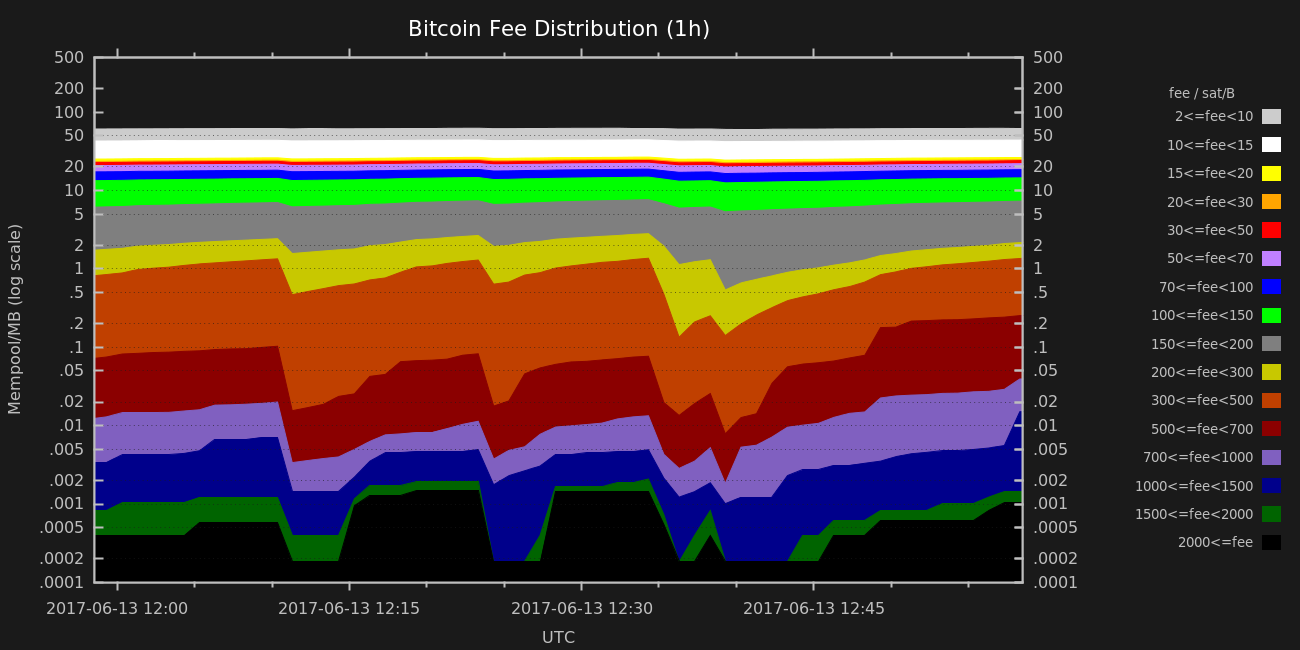 Bitcoin Fee Distribution (1h)
Mempool/MB (log scale)
500
200
100
50
20
10
5
2
1
.5
.2
.1
.05
.02
.01
.005
.002
.001
.0005
.0002
.0001
500
200
100
50
20
10
5
2
1
.5
.2
.1
.05
.02
.01
.005
.002
.001
.0005
.0002
.0001
2017-06-13 12:00
2017-06-13 12:15
2017-06-13 12:30
2017-06-13 12:45
UTC
fee / sat/B
2<=fee<10
10<=fee<15
15<=fee<20
20<=fee<30
30<=fee<50
50<=fee<70
70<=fee<100
100<=fee<150
150<=fee<200
200<=fee<300
300<=fee<500
500<=fee<700
700<=fee<1000
1000<=fee<1500
1500<=fee<2000
2000<=fee